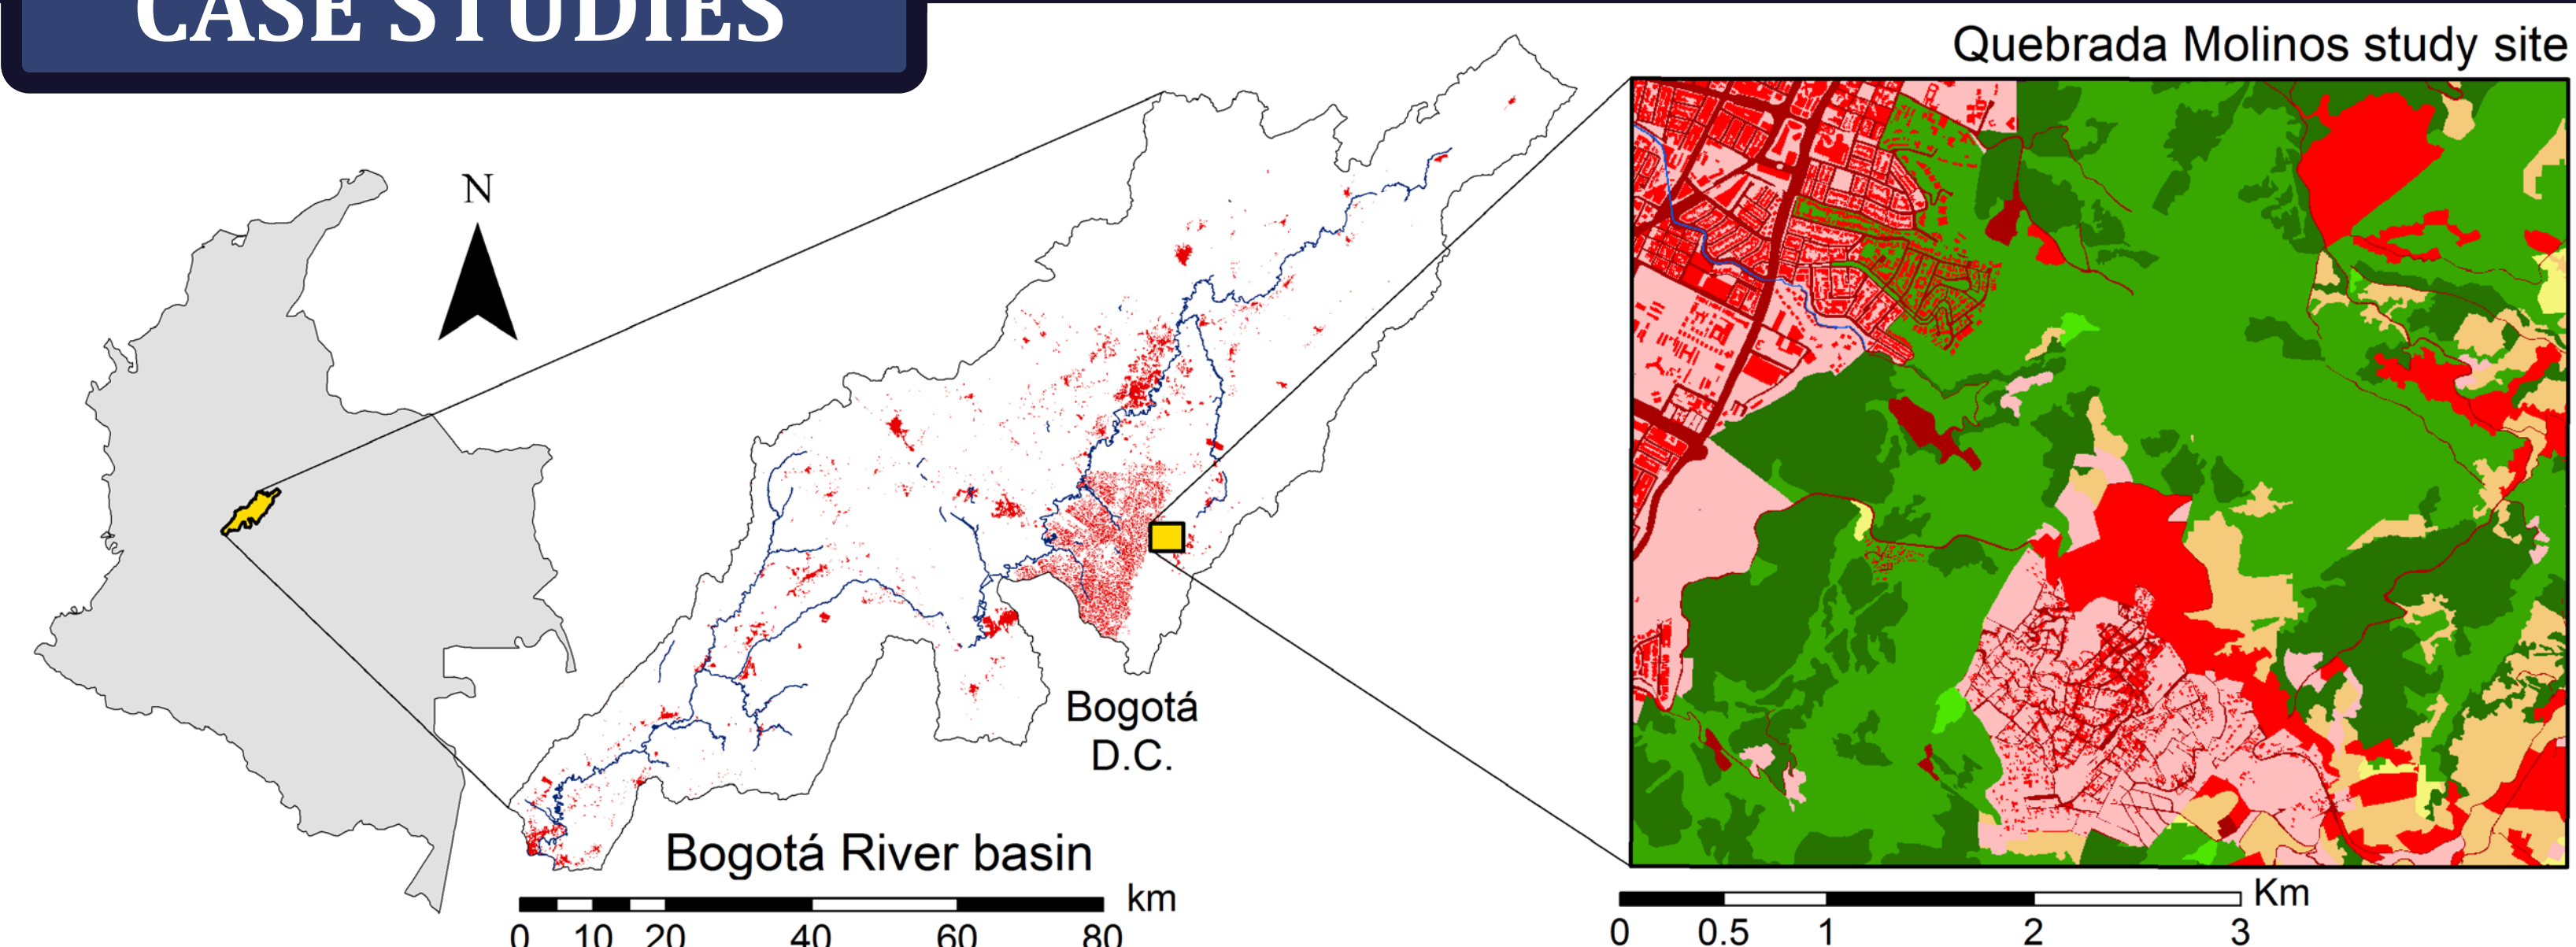 CASE STUDIES
Quebrada Molinos study site
N
Bogotá
D.C.
Bogotá River basin
km
0 10 20 40 60 80
Km
0 0.5 1 2 3